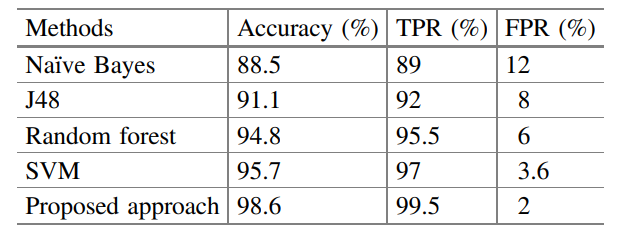 Methods Accuracy (%) TPR (%) FPR (%)
Naïve Bayes 88.5 89 12
J48 91.1 92 8
Random forest 94.8 95.5 6
SVM 95.7 97 3.6
Proposed approach 98.6 99.5 2